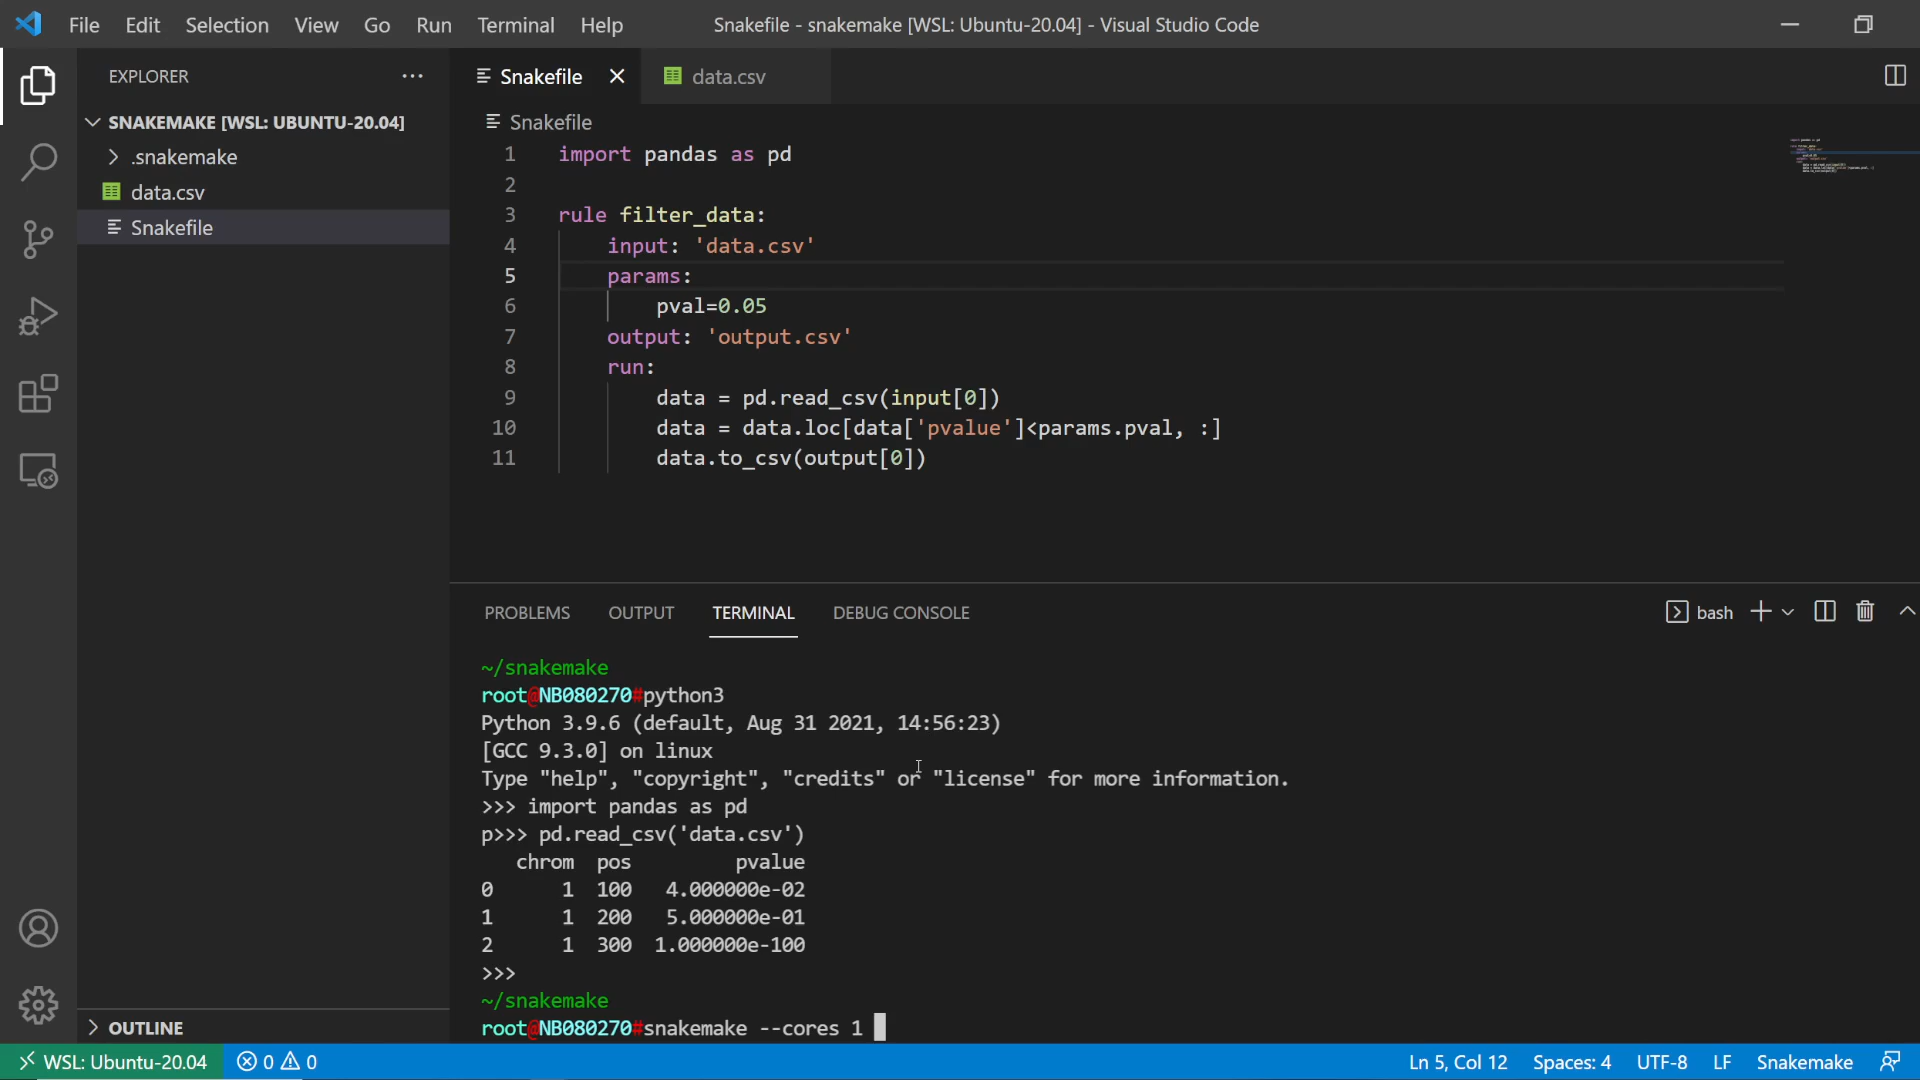 File Edit Selection View Go Run Terminal Help Snakefile - snakemake [WSL: Ubuntu-20.04] - Visual Studio Code
EXPLORER
SNAKEMAKE [WSL: UBUNTU-20.04]
.snakemake
data.csv
Snakefile
OUTLINE
Snakefile data.csv
Snakefile
1 import pandas as pd
2
3 rule filter_data:
4 input: 'data.csv'
5 params:
6 pval=0.05
7 output: 'output.csv'
8 run:
9 data = pd.read_csv(input[0])
10 data = data.loc[data['pvalue']<params.pval, :]
11 data.to_csv(output[0])
PROBLEMS OUTPUT TERMINAL DEBUG CONSOLE bash
~/snakemake
root@NB080270#python3
Python 3.9.6 (default, Aug 31 2021, 14:56:23)
[GCC 9.3.0] on linux
Type "help", "copyright", "credits" or "license" for more information.
>>> import pandas as pd
p>>> pd.read_csv('data.csv')
chrom pos pvalue
0 1 100 4.000000e-02
1 1 200 5.000000e-01
2 1 300 1.000000e-100
>>>
~/snakemake
root@NB080270#snakemake --cores 1
WSL: Ubuntu-20.04 0 0 Ln 5, Col 12 Spaces: 4 UTF-8 LF Snakemake